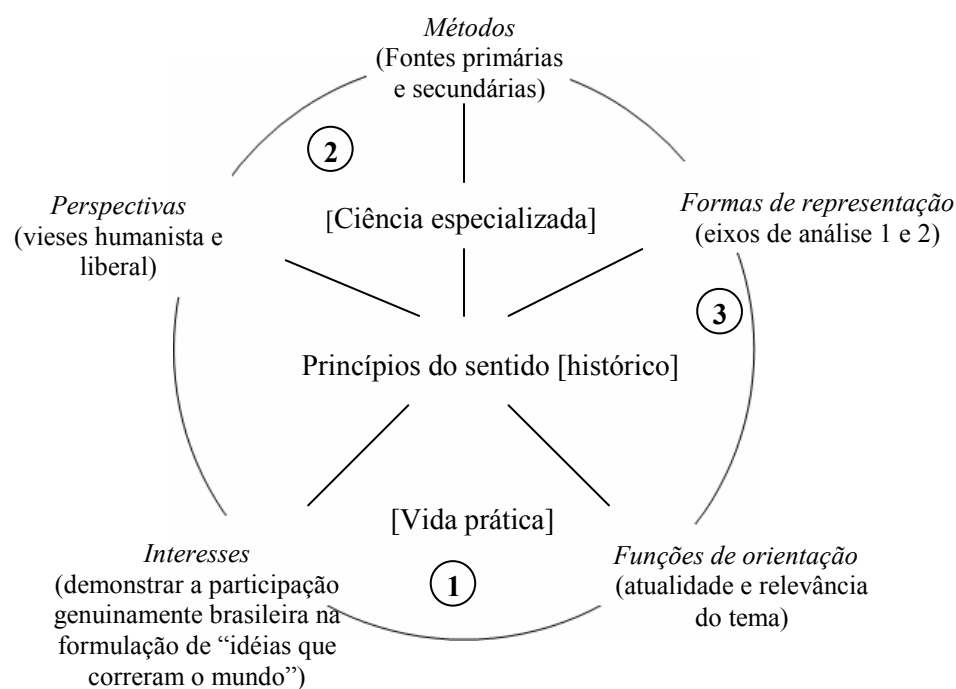 Métodos
(Fontes primárias
e secundárias)
2
Perspectivas
(vieses humanista e
liberal)
[Ciência especializada]
Formas de representação
(eixos de análise 1 e 2)
3
Princípios do sentido [histórico]
[Vida prática]
1
Interesses
(demonstrar a participação
genuinamente brasileira na
formulação de “idéias que
correram o mundo”)
Funções de orientação
(atualidade e relevância
do tema)